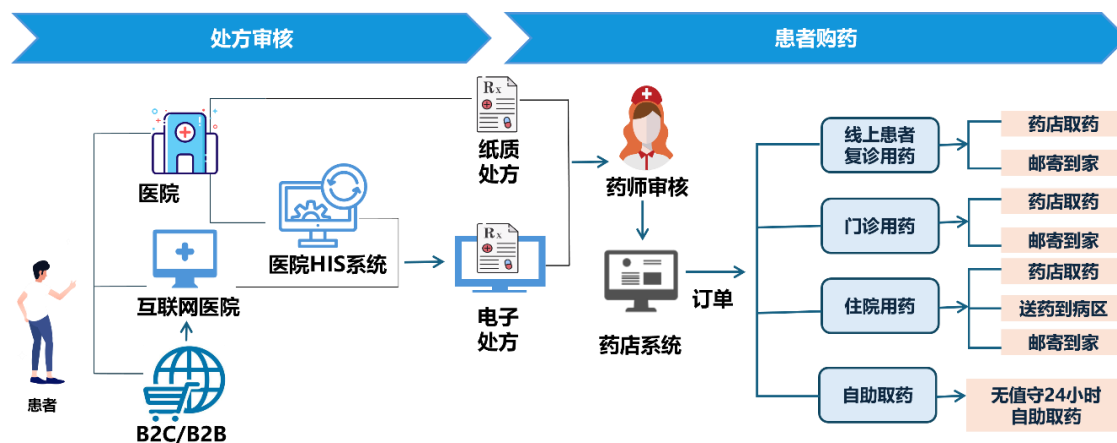 处方审核
患者购药
医院
医院HIS系统
互联网医院
B2C/B2B
患者
Rx
纸质
处方
Rx
电子
处方
药师审核
药店系统
订单
线上患者
复诊用药
药店取药
邮寄到家
门诊用药
药店取药
邮寄到家
住院用药
药店取药
送药到病区
邮寄到家
自助取药
无值守24小时
自助取药